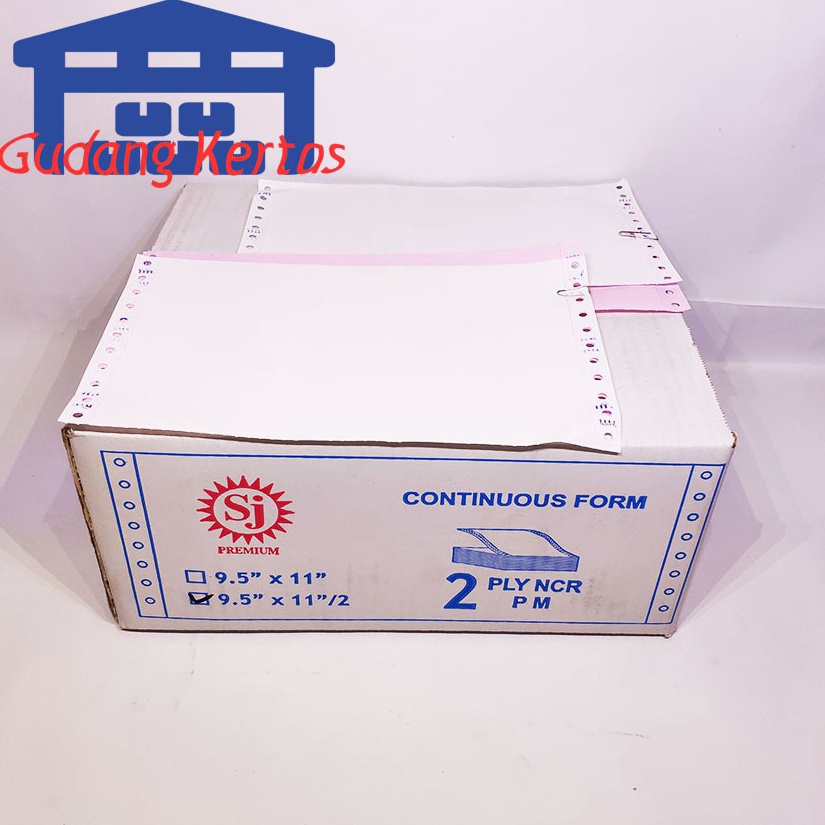 Gudang Kertas
Sj
PREMIUM
CONTINUOUS FORM
9.5” x 11”
9.5” x 11”/2
2 PLY NCR
P M